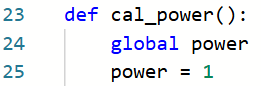 23 def cal_power():
24     global power
25     power = 1